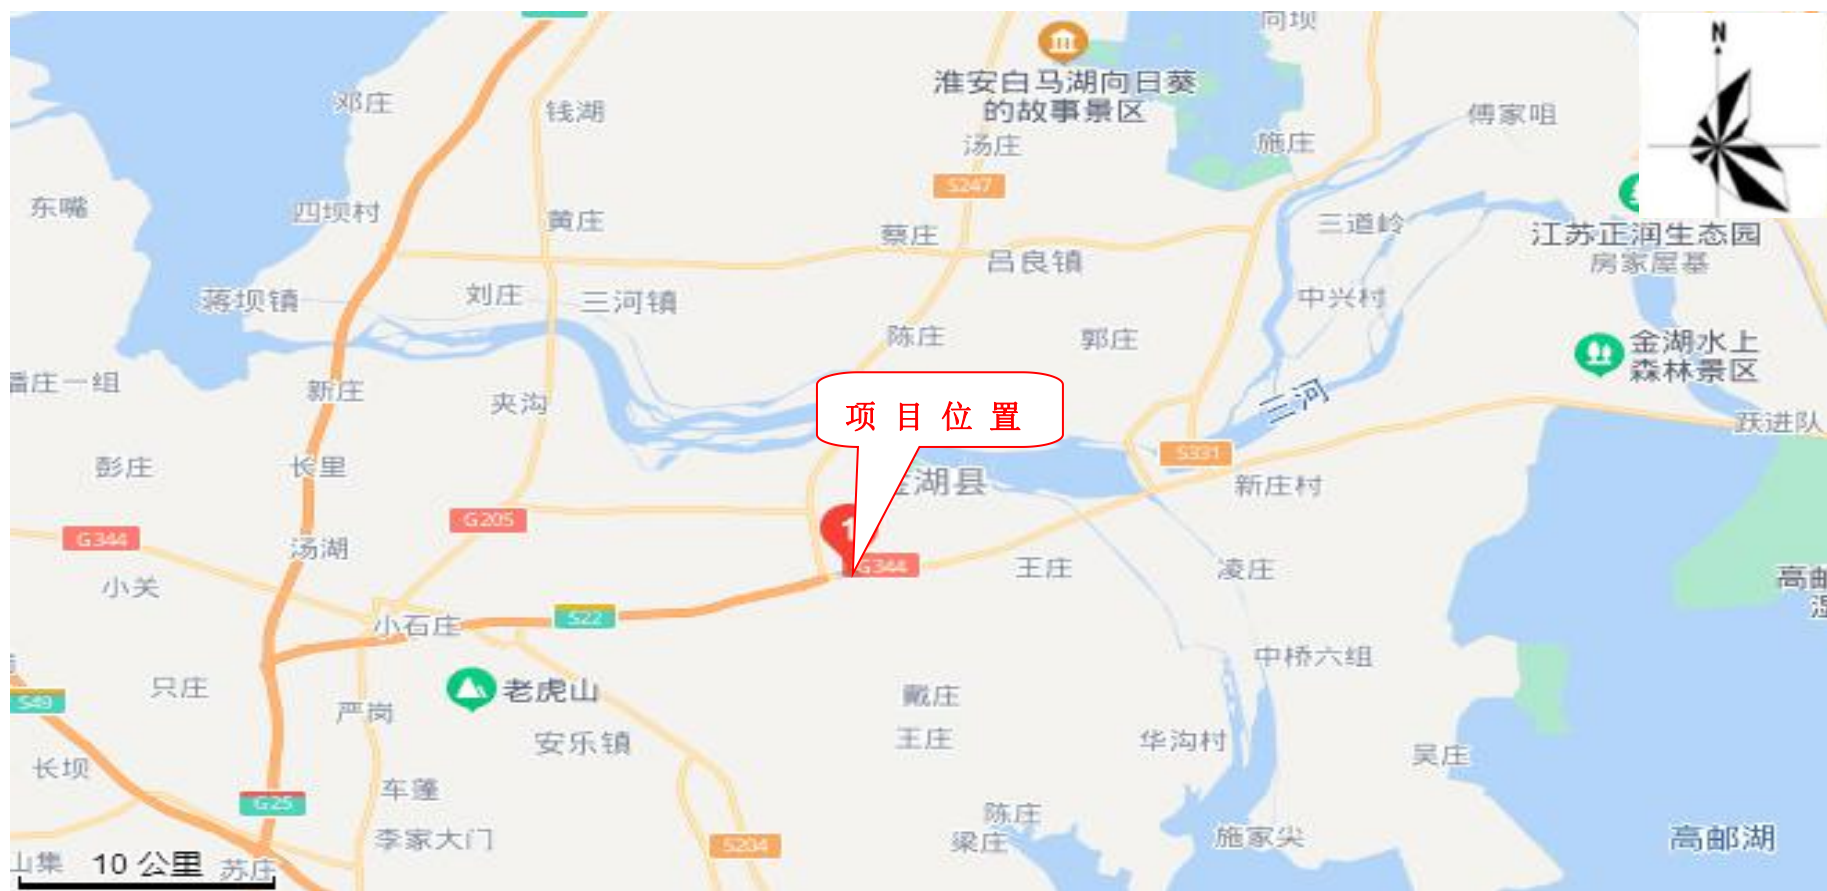 向坝
N
淮安白马湖向日葵
的故事景区
邓庄
钱湖
傅家咀
汤庄
施庄
S247
东嘴
四坝村
黄庄
三道岭
蔡庄
江苏正润生态园
房家屋基
吕良镇
蒋坝镇
刘庄
三河镇
中兴村
陈庄
郭庄
金湖水上
森林景区
潘庄一组
新庄
夹沟
三河
项目位置
跃进队
彭庄
长里
S331
金湖县
新庄村
G205
1
G344
汤湖
G344
王庄
凌庄
小关
高邮
湿
小石庄
S22
中桥六组
只庄
老虎山
戴庄
S49
严岗
安乐镇
王庄
华沟村
吴庄
长坝
车蓬
G25
陈庄
李家大门
S204
梁庄
施家尖
高邮湖
山集
10 公里
苏庄